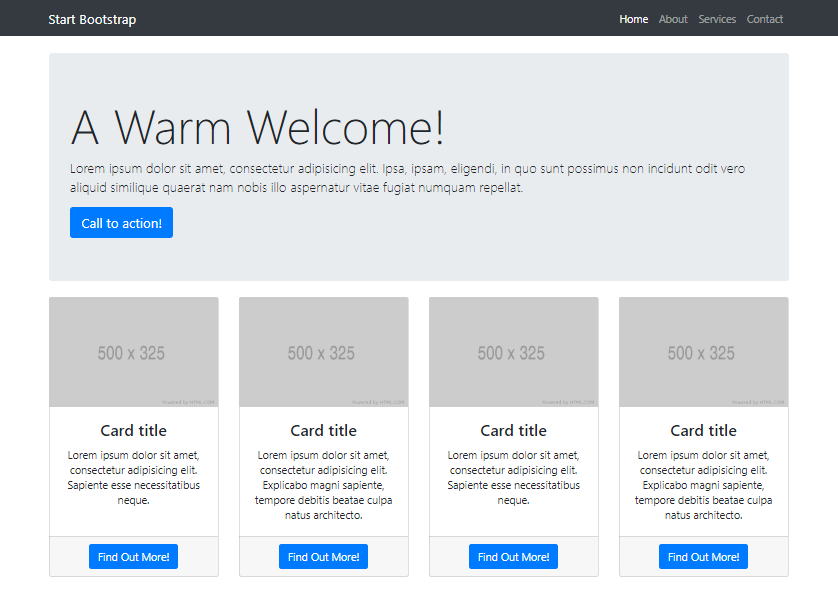 Start Bootstrap Home About Services Contact
A Warm Welcome!
Lorem ipsum dolor sit amet, consectetur adipisicing elit. Ipsa, ipsam, eligendi, in quo sunt possimus non incidunt odit vero
aliquid similique quaerat nam nobis illo aspernatur vitae fugiat numquam repellat.
Call to action!
500 x 325
Powered by HTML.COM
Card title
Lorem ipsum dolor sit amet,
consectetur adipisicing elit.
Sapiente esse necessitatibus
neque.
Find Out More!
500 x 325
Powered by HTML.COM
Card title
Lorem ipsum dolor sit amet,
consectetur adipisicing elit.
Explicabo magni sapiente,
tempore debitis beatae culpa
natus architecto.
Find Out More!
500 x 325
Powered by HTML.COM
Card title
Lorem ipsum dolor sit amet,
consectetur adipisicing elit.
Sapiente esse necessitatibus
neque.
Find Out More!
500 x 325
Powered by HTML.COM
Card title
Lorem ipsum dolor sit amet,
consectetur adipisicing elit.
Explicabo magni sapiente,
tempore debitis beatae culpa
natus architecto.
Find Out More!